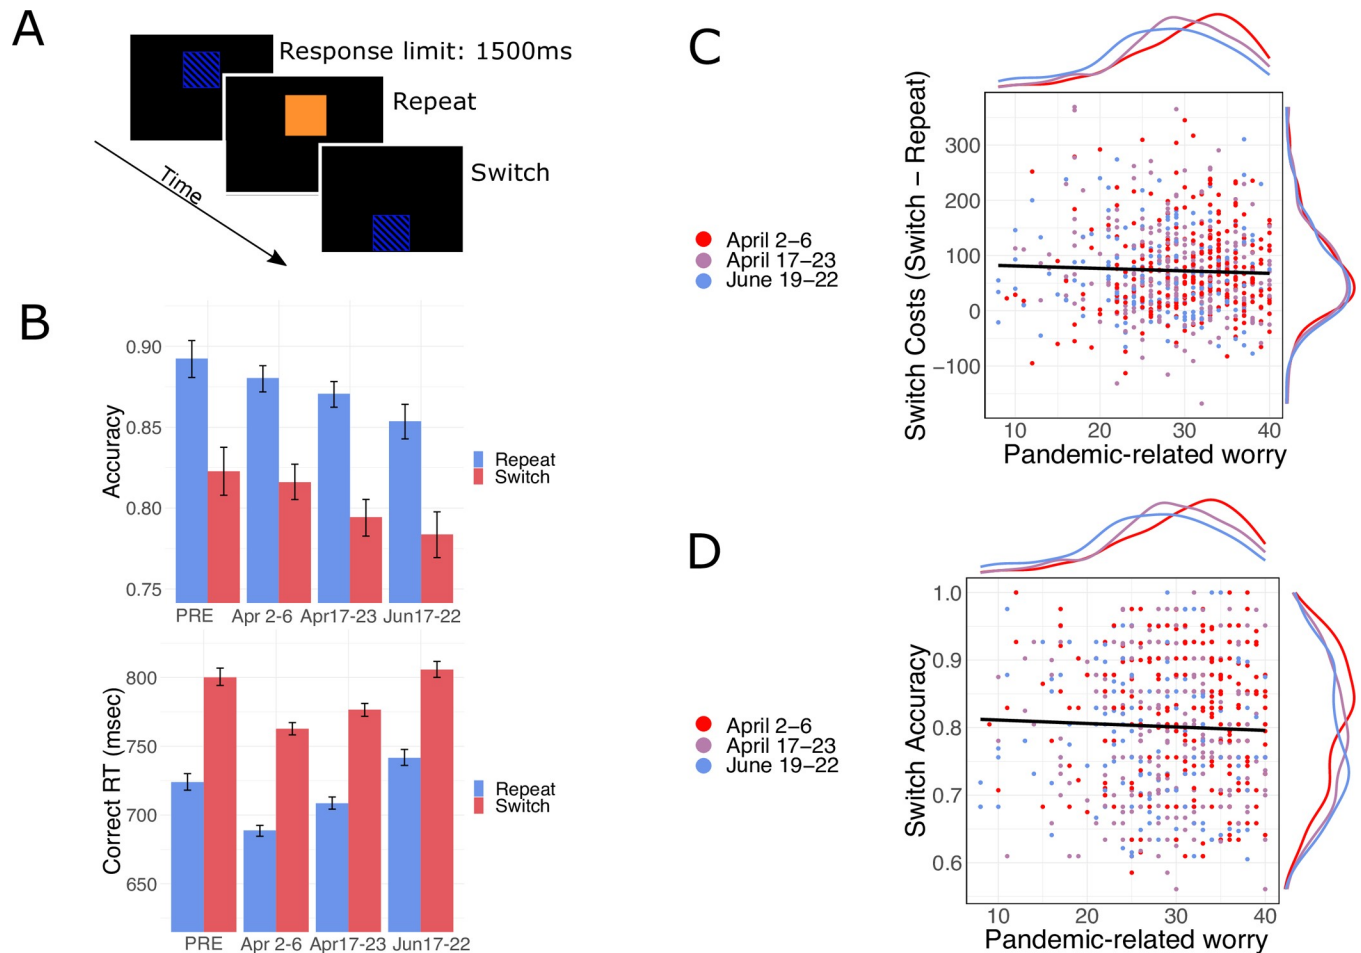 A
Response limit: 1500ms
Repeat
Switch
Time
B
Accuracy
0.90
0.85
0.80
0.75
PRE Apr 2-6 Apr17-23 Jun17-22
Repeat
Switch
Correct RT (msec)
800
750
700
650
PRE Apr 2-6 Apr17-23 Jun17-22
Repeat
Switch
C
April 2–6
April 17–23
June 19–22
Switch Costs (Switch – Repeat)
300
200
100
0
−100
10 20 30 40
Pandemic-related worry
D
April 2–6
April 17–23
June 19–22
Switch Accuracy
1.0
0.9
0.8
0.7
0.6
10 20 30 40
Pandemic-related worry